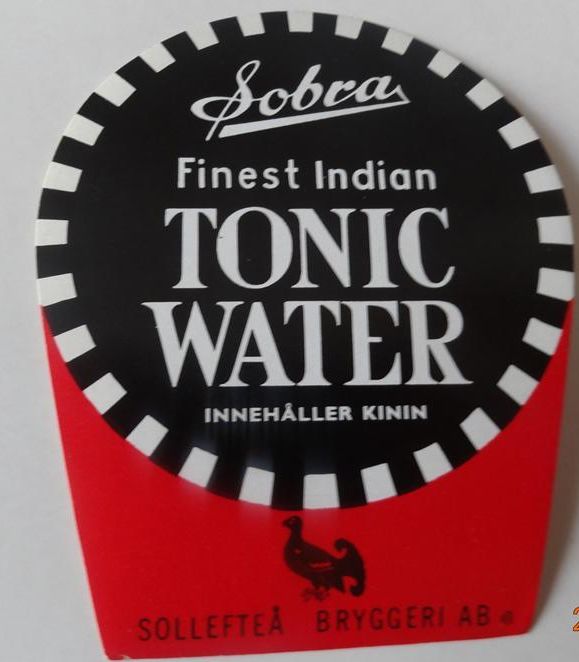 Sobra
Finest Indian
TONIC
WATER
INNEHÅLLER KININ
SOLLEFTEÅ BRYGGERI AB